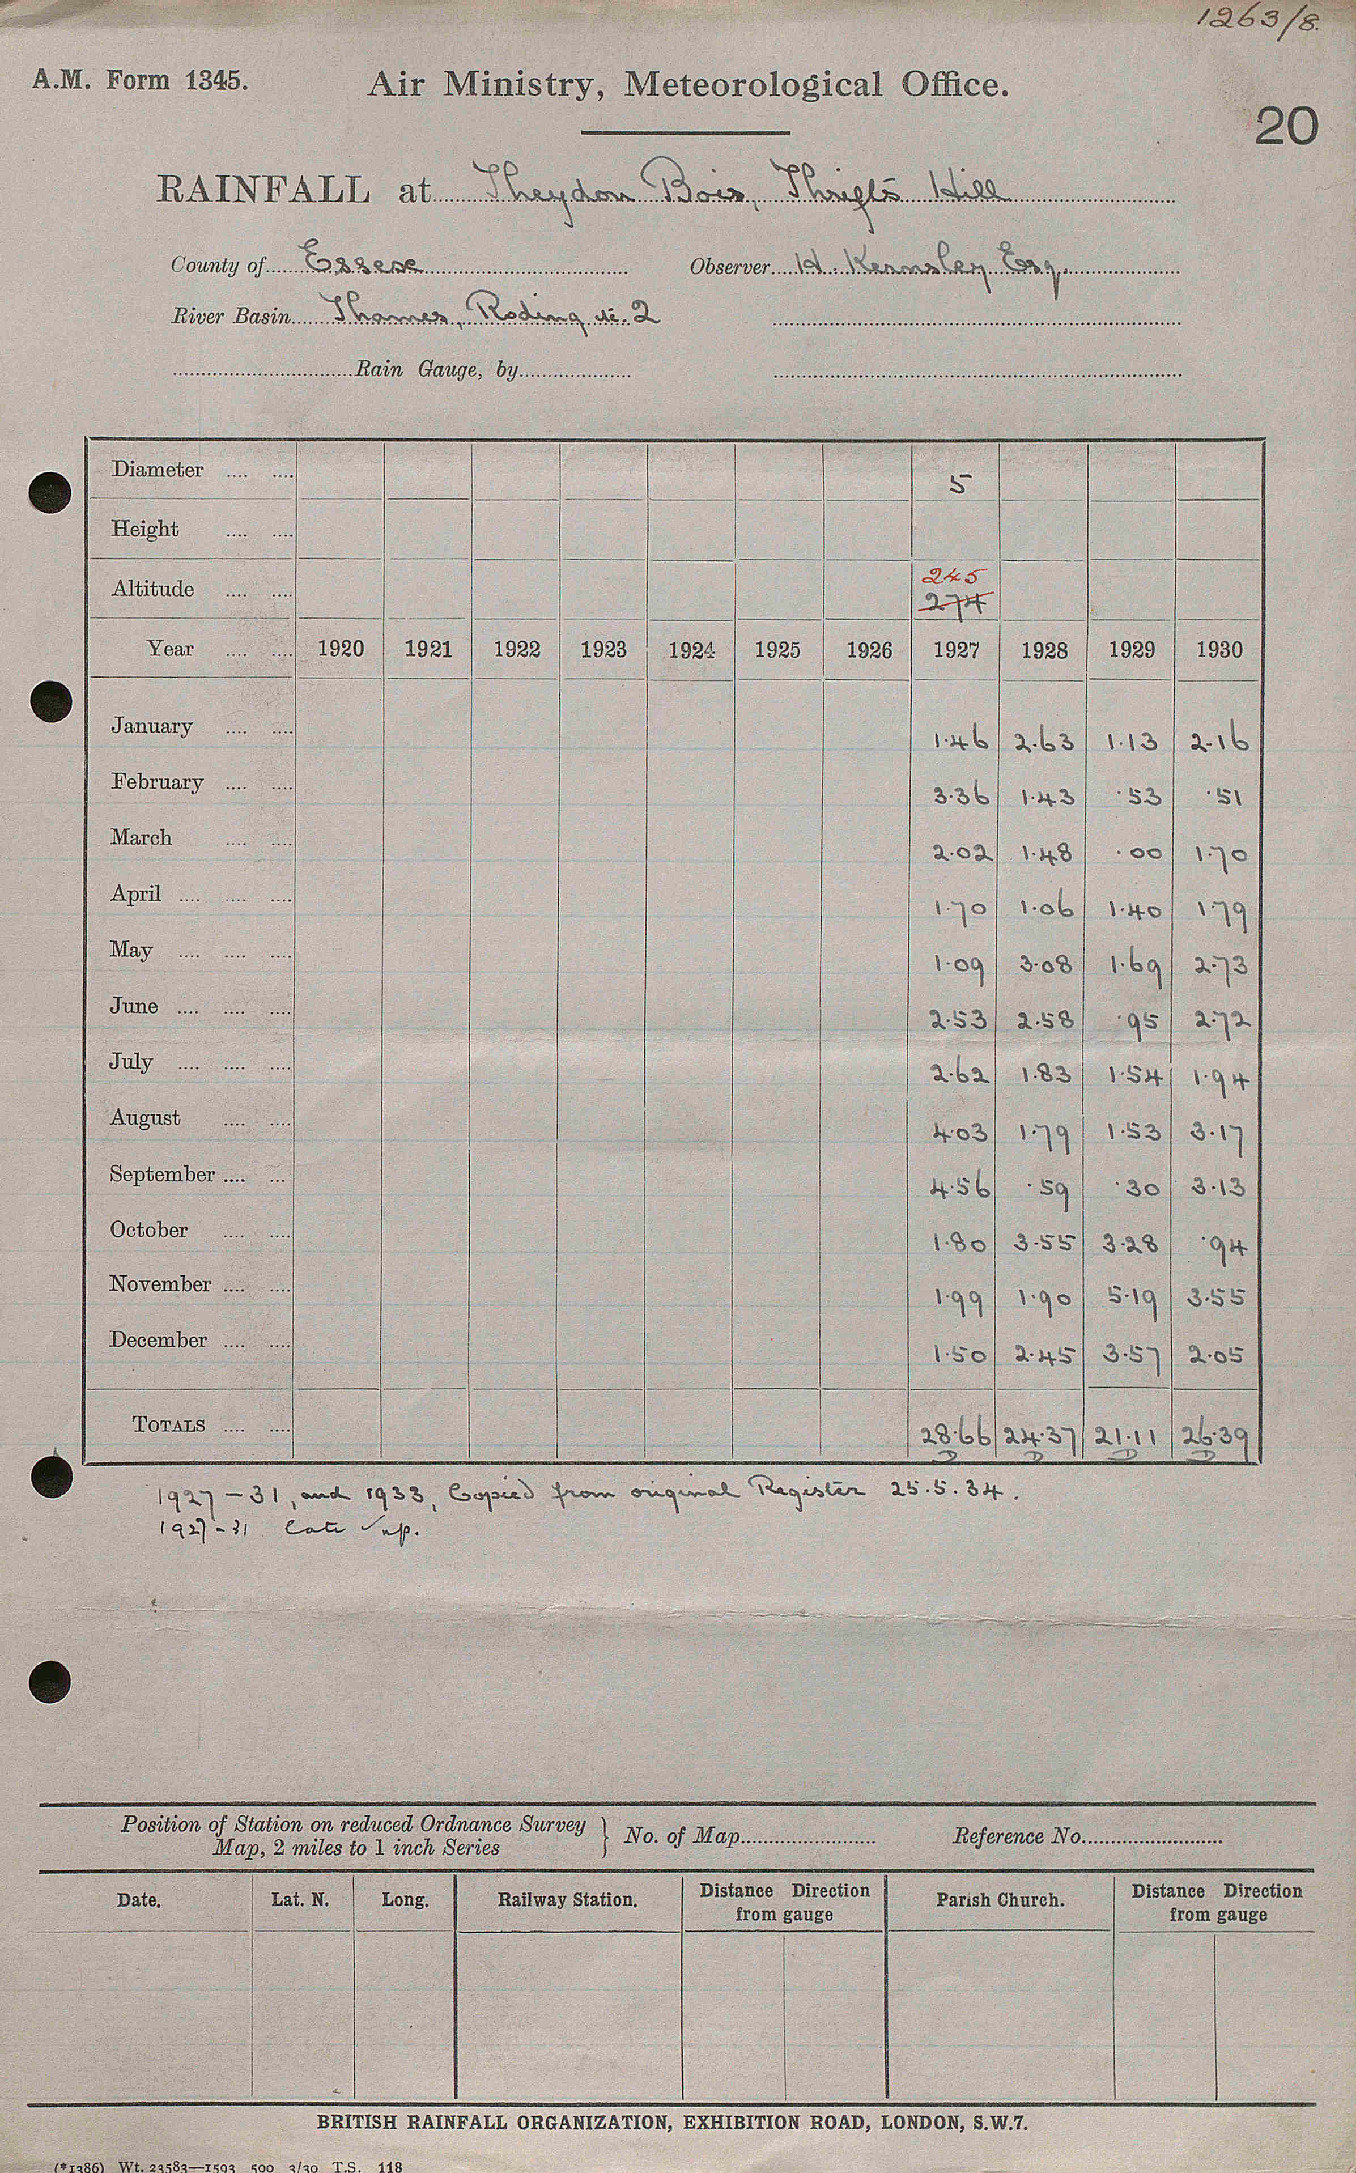 1263/8.
A.M. Form 1345. Air Ministry, Meteorological Office.
20
RAINFALL at Theydon Bois, Thrifts Hill
County of Essex Observer H. Kemsley Esq.
River Basin Thames, Roding iii. 2
Rain Gauge, by
Diameter 5
Height
Altitude 245 274
Year 1920 1921 1922 1923 1924 1925 1926 1927 1928 1929 1930
January 1.46 2.63 1.13 2.16
February 3.36 1.43 .53 .51
March 2.02 1.48 .00 1.70
April 1.70 1.06 1.40 1.79
May 1.09 3.08 1.69 2.73
June 2.53 2.58 .95 2.72
July 2.62 1.83 1.54 1.94
August 4.03 1.79 1.53 3.17
September 4.56 .59 .30 3.13
October 1.80 3.55 3.28 .94
November 1.99 1.90 5.19 3.55
December 1.50 2.45 3.57 2.05
TOTALS 28.66 24.37 21.11 26.39
D D D D
1927-31, and 1933, Copied from original Register 25.5.34.
1927-31 late
Position of Station on reduced Ordnance Survey
Map, 2 miles to 1 inch Series } No. of Map Reference No.
Date. Lat. N. Long. Railway Station. Distance Direction from gauge Parish Church. Distance Direction from gauge
BRITISH RAINFALL ORGANIZATION, EXHIBITION ROAD, LONDON, S.W.7.
(*1386) Wt. 23583—1593 500 3/30 T.S. 118